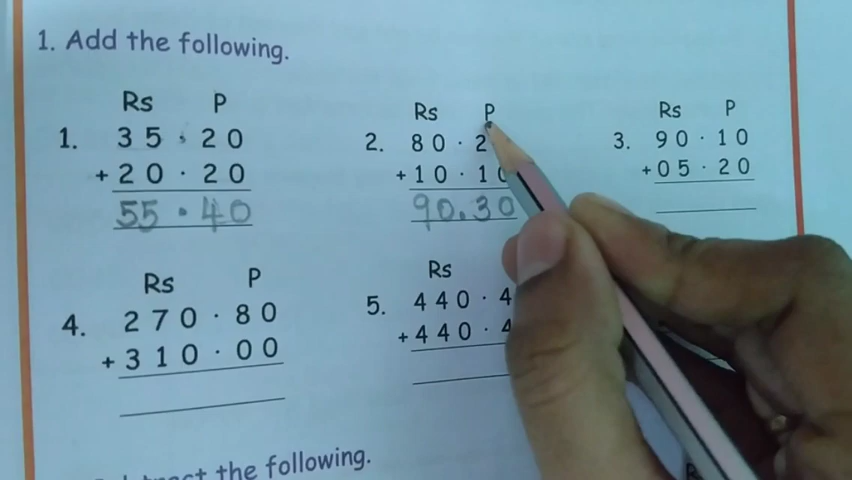 1. Add the following.
Rs P
1. 35.20
+20.20
55.40
Rs P
2. 80.2
+10.10
90.30
Rs P
3. 90.10
+05.20
Rs P
4. 270.80
+310.00
Rs
5. 440.4
+440.4
the following.